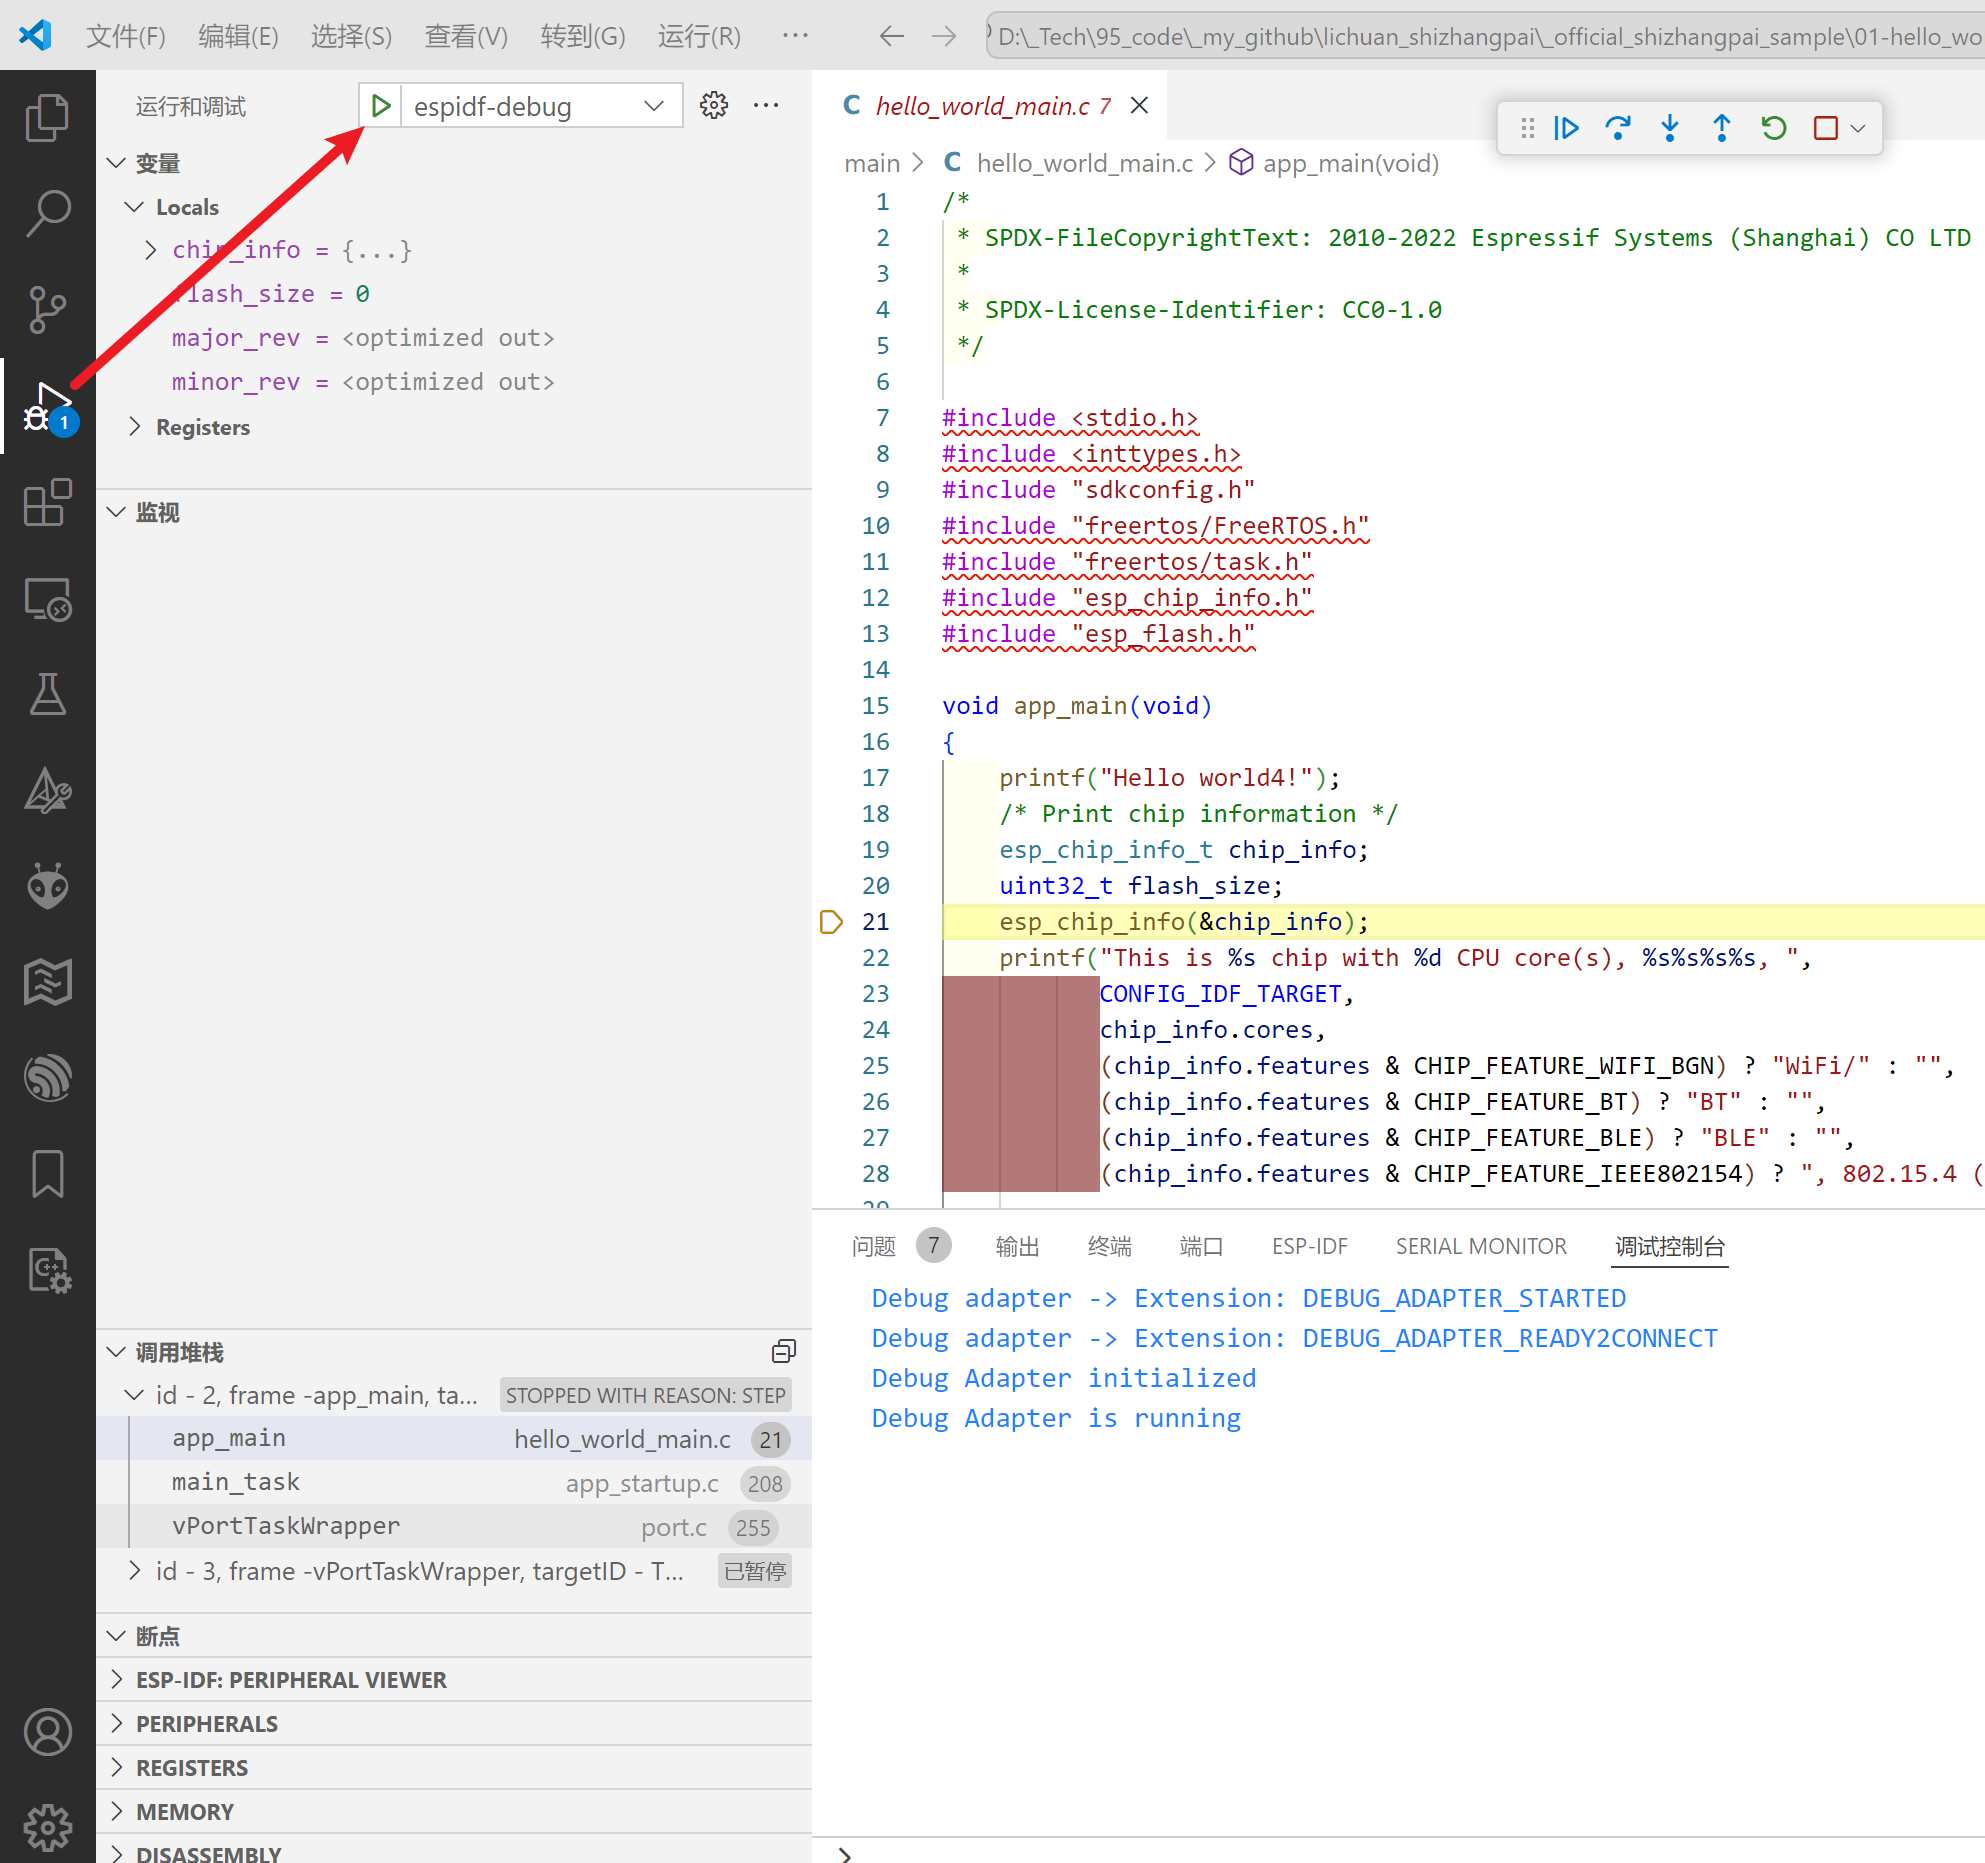 文件(F) 编辑(E) 选择(S) 查看(V) 转到(G) 运行(R) ··· D:\_Tech\95_code\_my_github\lichuan_shizhangpai\_official_shizhangpai_sample\01-hello_wo
运行和调试 espidf-debug ···
变量
Locals
chip_info = {...}
flash_size = 0
major_rev = <optimized out>
minor_rev = <optimized out>
Registers
1
监视
调用堆栈
id - 2, frame -app_main, ta... STOPPED WITH REASON: STEP
app_main hello_world_main.c 21
main_task app_startup.c 208
vPortTaskWrapper port.c 255
id - 3, frame -vPortTaskWrapper, targetID - T... 已暂停
断点
ESP-IDF: PERIPHERAL VIEWER
PERIPHERALS
REGISTERS
MEMORY
DISASSEMBLY
C hello_world_main.c 7
main > C hello_world_main.c > app_main(void)
1 /*
2 * SPDX-FileCopyrightText: 2010-2022 Espressif Systems (Shanghai) CO LTD
3 *
4 * SPDX-License-Identifier: CC0-1.0
5 */
6
7 #include <stdio.h>
8 #include <inttypes.h>
9 #include "sdkconfig.h"
10 #include "freertos/FreeRTOS.h"
11 #include "freertos/task.h"
12 #include "esp_chip_info.h"
13 #include "esp_flash.h"
14
15 void app_main(void)
16 {
17 printf("Hello world4!");
18 /* Print chip information */
19 esp_chip_info_t chip_info;
20 uint32_t flash_size;
21 esp_chip_info(&chip_info);
22 printf("This is %s chip with %d CPU core(s), %s%s%s%s, ",
23 CONFIG_IDF_TARGET,
24 chip_info.cores,
25 (chip_info.features & CHIP_FEATURE_WIFI_BGN) ? "WiFi/" : "",
26 (chip_info.features & CHIP_FEATURE_BT) ? "BT" : "",
27 (chip_info.features & CHIP_FEATURE_BLE) ? "BLE" : "",
28 (chip_info.features & CHIP_FEATURE_IEEE802154) ? ", 802.15.4 (
29
问题 7 输出 终端 端口 ESP-IDF SERIAL MONITOR 调试控制台
Debug adapter -> Extension: DEBUG_ADAPTER_STARTED
Debug adapter -> Extension: DEBUG_ADAPTER_READY2CONNECT
Debug Adapter initialized
Debug Adapter is running